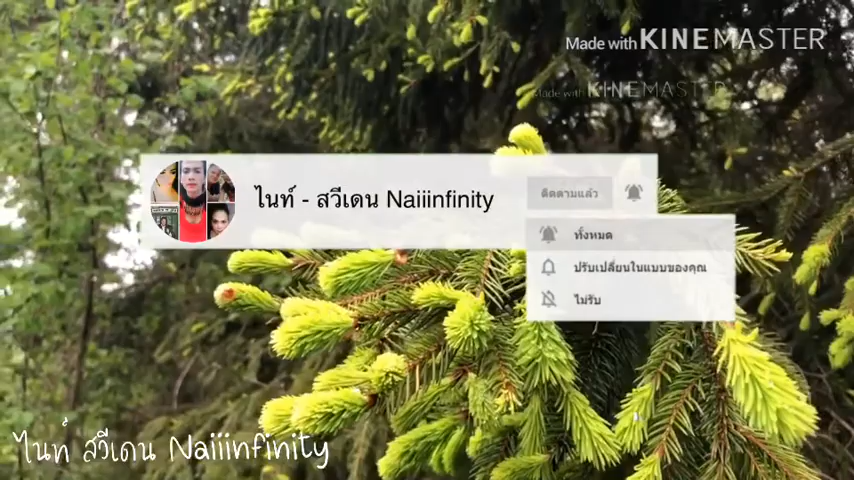 Made with KINEMASTER
Made with KINEMASTER
ไนท์ - สวีเดน Naiiinfinity
ติดตามแล้ว
ทั้งหมด
ปรับเปลี่ยนในแบบของคุณ
ไม่รับ
ไนท์ สวีเดน Naiiinfinity